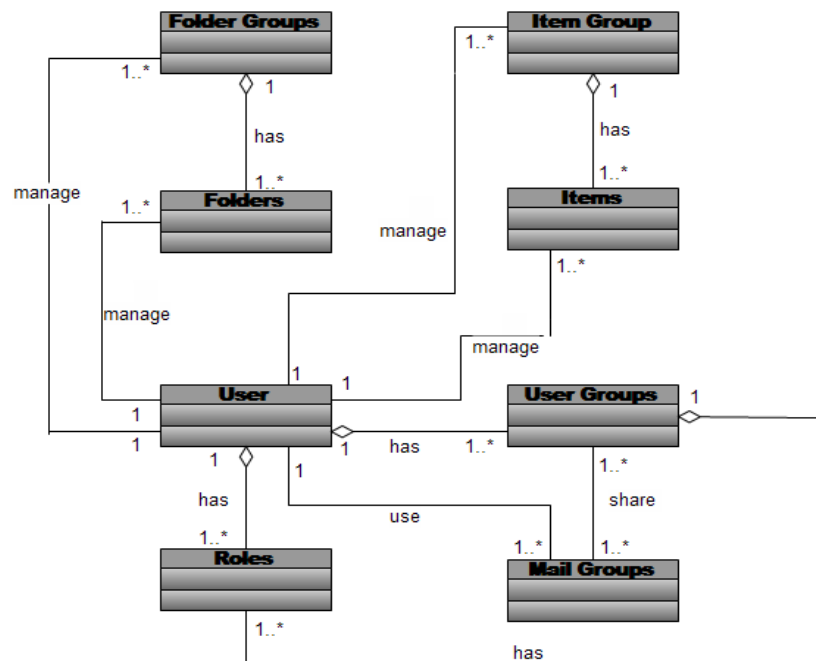 Folder Groups
Item Group
1..*
1
1..*
1
has
has
manage
1..*
1..*
1..*
Folders
Items
manage
1..*
manage
manage
1
1
User
User Groups
1
1
1
1
has
1..*
1
1
1..*
has
share
use
1..*
1..*
1..*
Roles
Mail Groups
1..*
has